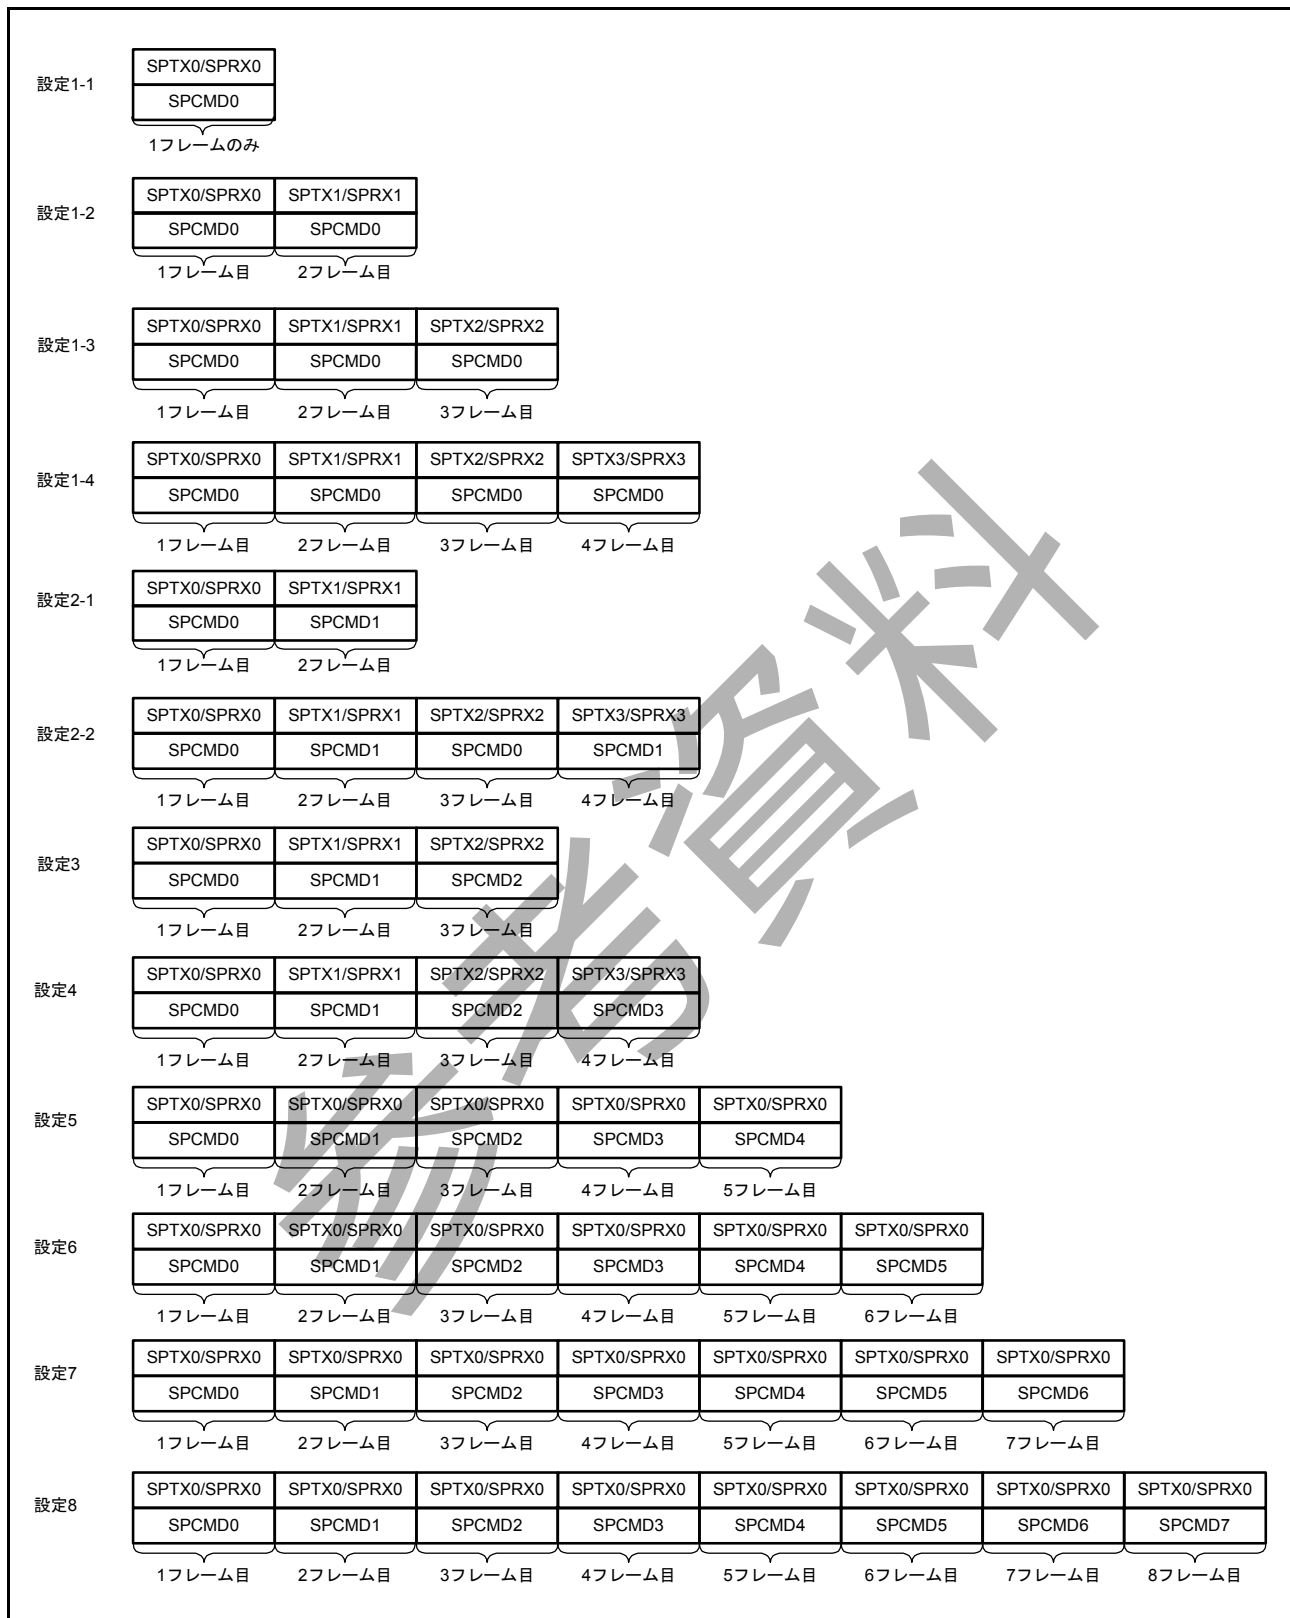 設定1-1
SPTX0/SPRX0
SPCMD0
1フレームのみ
設定1-2
SPTX0/SPRX0 SPTX1/SPRX1
SPCMD0 SPCMD0
1フレーム目 2フレーム目
設定1-3
SPTX0/SPRX0 SPTX1/SPRX1 SPTX2/SPRX2
SPCMD0 SPCMD0 SPCMD0
1フレーム目 2フレーム目 3フレーム目
設定1-4
SPTX0/SPRX0 SPTX1/SPRX1 SPTX2/SPRX2 SPTX3/SPRX3
SPCMD0 SPCMD0 SPCMD0 SPCMD0
1フレーム目 2フレーム目 3フレーム目 4フレーム目
設定2-1
SPTX0/SPRX0 SPTX1/SPRX1
SPCMD0 SPCMD1
1フレーム目 2フレーム目
設定2-2
SPTX0/SPRX0 SPTX1/SPRX1 SPTX2/SPRX2 SPTX3/SPRX3
SPCMD0 SPCMD1 SPCMD0 SPCMD1
1フレーム目 2フレーム目 3フレーム目 4フレーム目
設定3
SPTX0/SPRX0 SPTX1/SPRX1 SPTX2/SPRX2
SPCMD0 SPCMD1 SPCMD2
1フレーム目 2フレーム目 3フレーム目
設定4
SPTX0/SPRX0 SPTX1/SPRX1 SPTX2/SPRX2 SPTX3/SPRX3
SPCMD0 SPCMD1 SPCMD2 SPCMD3
1フレーム目 2フレーム目 3フレーム目 4フレーム目
設定5
SPTX0/SPRX0 SPTX0/SPRX0 SPTX0/SPRX0 SPTX0/SPRX0 SPTX0/SPRX0
SPCMD0 SPCMD1 SPCMD2 SPCMD3 SPCMD4
1フレーム目 2フレーム目 3フレーム目 4フレーム目 5フレーム目
設定6
SPTX0/SPRX0 SPTX0/SPRX0 SPTX0/SPRX0 SPTX0/SPRX0 SPTX0/SPRX0 SPTX0/SPRX0
SPCMD0 SPCMD1 SPCMD2 SPCMD3 SPCMD4 SPCMD5
1フレーム目 2フレーム目 3フレーム目 4フレーム目 5フレーム目 6フレーム目
設定7
SPTX0/SPRX0 SPTX0/SPRX0 SPTX0/SPRX0 SPTX0/SPRX0 SPTX0/SPRX0 SPTX0/SPRX0 SPTX0/SPRX0
SPCMD0 SPCMD1 SPCMD2 SPCMD3 SPCMD4 SPCMD5 SPCMD6
1フレーム目 2フレーム目 3フレーム目 4フレーム目 5フレーム目 6フレーム目 7フレーム目
設定8
SPTX0/SPRX0 SPTX0/SPRX0 SPTX0/SPRX0 SPTX0/SPRX0 SPTX0/SPRX0 SPTX0/SPRX0 SPTX0/SPRX0 SPTX0/SPRX0
SPCMD0 SPCMD1 SPCMD2 SPCMD3 SPCMD4 SPCMD5 SPCMD6 SPCMD7
1フレーム目 2フレーム目 3フレーム目 4フレーム目 5フレーム目 6フレーム目 7フレーム目 8フレーム目
参考資料